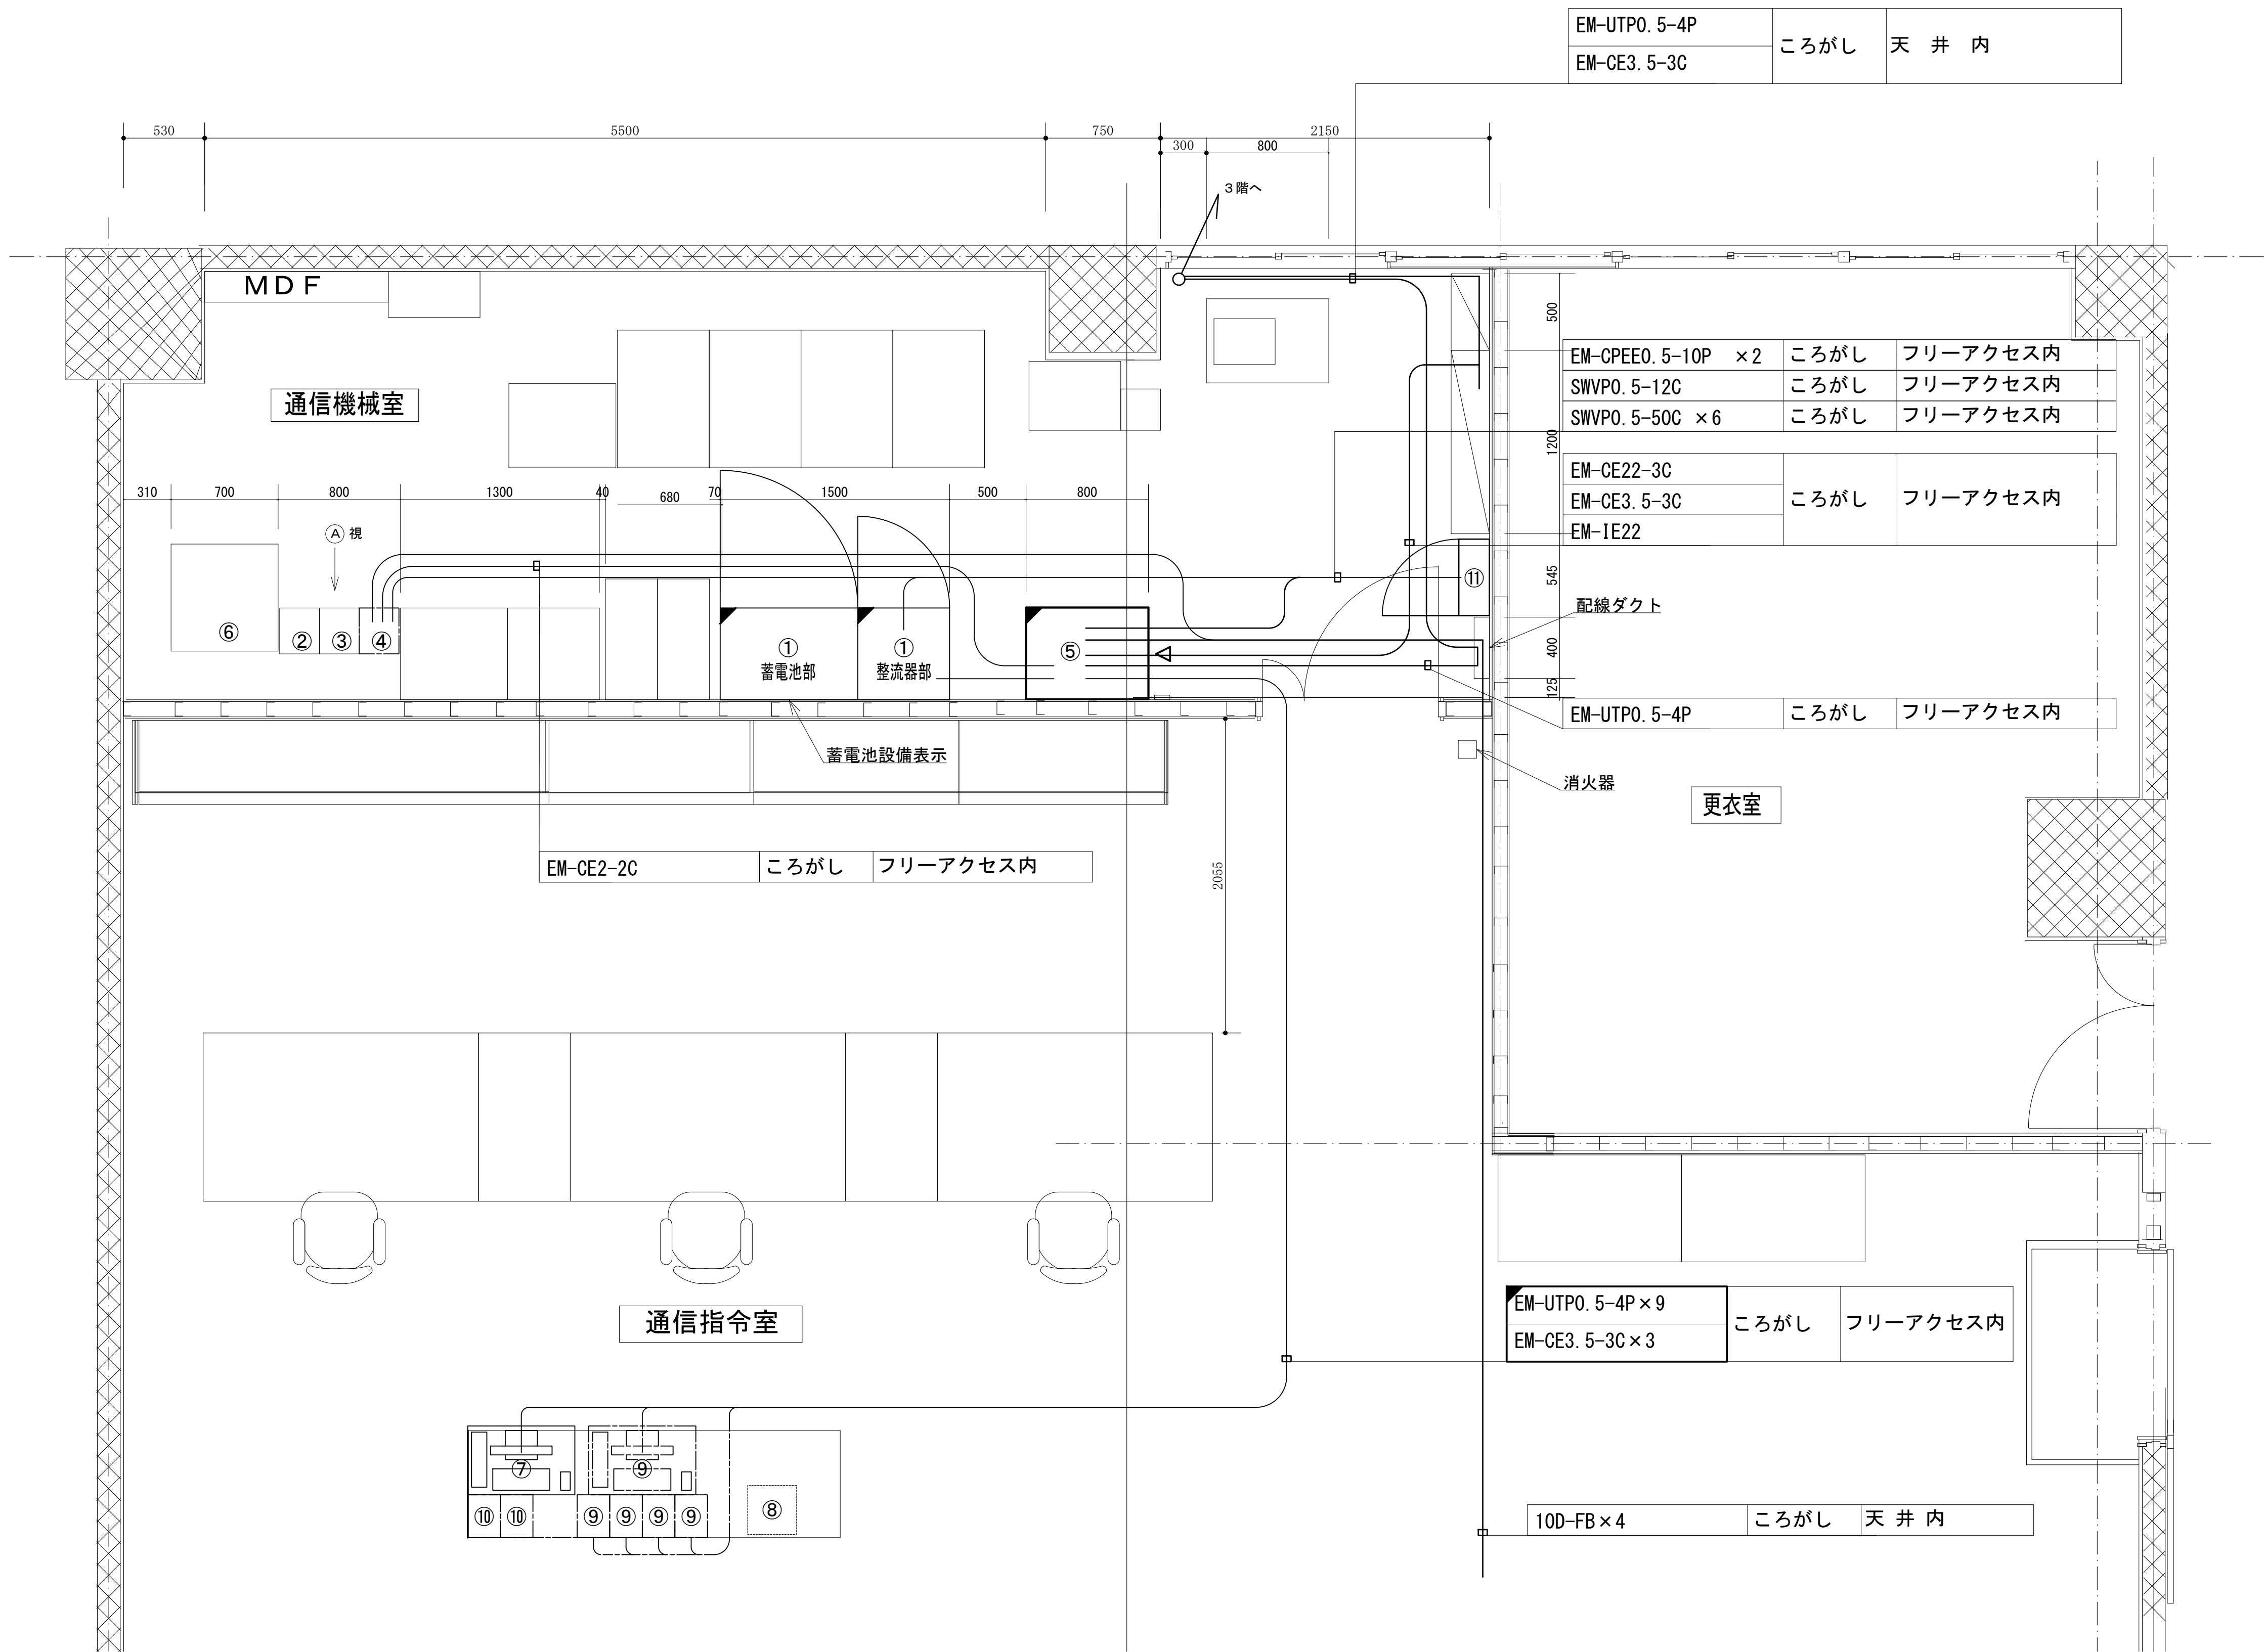 EM-UTP0.5-4P
ころがし
天 井 内
EM-CE3.5-3C
530
5500
750
2150
300
800
3階へ
MDF
500
EM-CPEE0.5-10P ×2
ころがし
フリーアクセス内
SWVP0.5-12C
ころがし
フリーアクセス内
通信機械室
SWVP0.5-50C ×6
ころがし
フリーアクセス内
1200
EM-CE22-3C
EM-CE3.5-3C
ころがし
フリーアクセス内
EM-IE22
310
700
800
1300
40
680
70
1500
500
800
A 視
545
⑪
配線ダクト
⑥
②
③
④
①
蓄電池部
①
整流器部
⑤
400
125
EM-UTP0.5-4P
ころがし
フリーアクセス内
蓄電池設備表示
消火器
更衣室
EM-CE2-2C
ころがし
フリーアクセス内
2055
EM-UTP0.5-4P×9
ころがし
フリーアクセス内
EM-CE3.5-3C×3
通信指令室
⑦
⑨
⑩
⑩
⑨
⑨
⑨
⑨
⑧
10D-FB×4
ころがし
天 井 内